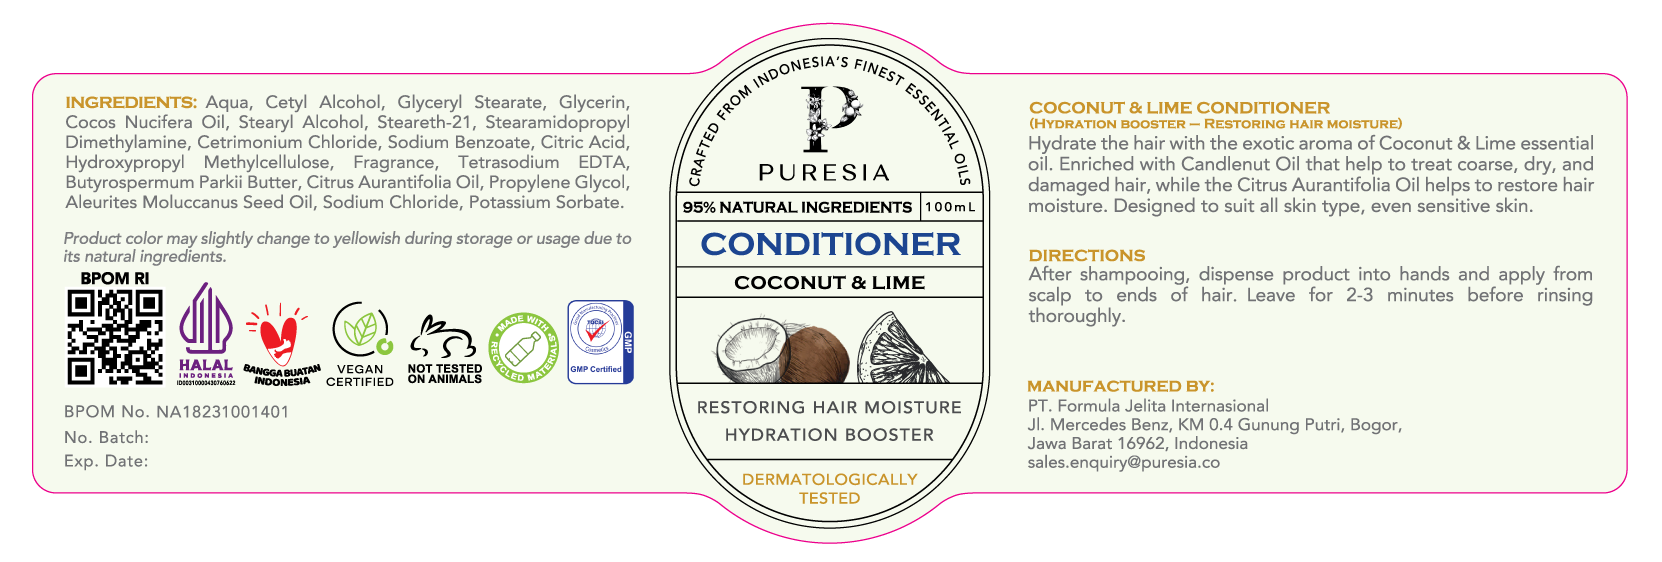 INGREDIENTS: Aqua, Cetyl Alcohol, Glyceryl Stearate, Glycerin,
Cocos Nucifera Oil, Stearyl Alcohol, Steareth-21, Stearamidopropyl
Dimethylamine, Cetrimonium Chloride, Sodium Benzoate, Citric Acid,
Hydroxypropyl Methylcellulose, Fragrance, Tetrasodium EDTA,
Butyrospermum Parkii Butter, Citrus Aurantifolia Oil, Propylene Glycol,
Aleurites Moluccanus Seed Oil, Sodium Chloride, Potassium Sorbate.
Product color may slightly change to yellowish during storage or usage due to
its natural ingredients.
BPOM RI
HALAL
INDONESIA
ID00310000430760622
BANGGA BUATAN
INDONESIA
VEGAN
CERTIFIED
NOT TESTED
ON ANIMALS
• MADE WITH •
RECYCLED MATERIALS
Good Manufacturing Practice
Cosmetics
GMP
GMP Certified
BPOM No. NA18231001401
No. Batch:
Exp. Date:
CRAFTED FROM INDONESIA'S FINEST ESSENTIAL OILS
P
PURESIA
95% NATURAL INGREDIENTS
100mL
CONDITIONER
COCONUT & LIME
RESTORING HAIR MOISTURE
HYDRATION BOOSTER
DERMATOLOGICALLY
TESTED
COCONUT & LIME CONDITIONER
(HYDRATION BOOSTER – RESTORING HAIR MOISTURE)
Hydrate the hair with the exotic aroma of Coconut & Lime essential
oil. Enriched with Candlenut Oil that help to treat coarse, dry, and
damaged hair, while the Citrus Aurantifolia Oil helps to restore hair
moisture. Designed to suit all skin type, even sensitive skin.
DIRECTIONS
After shampooing, dispense product into hands and apply from
scalp to ends of hair. Leave for 2-3 minutes before rinsing
thoroughly.
MANUFACTURED BY:
PT. Formula Jelita Internasional
Jl. Mercedes Benz, KM 0.4 Gunung Putri, Bogor,
Jawa Barat 16962, Indonesia
sales.enquiry@puresia.co